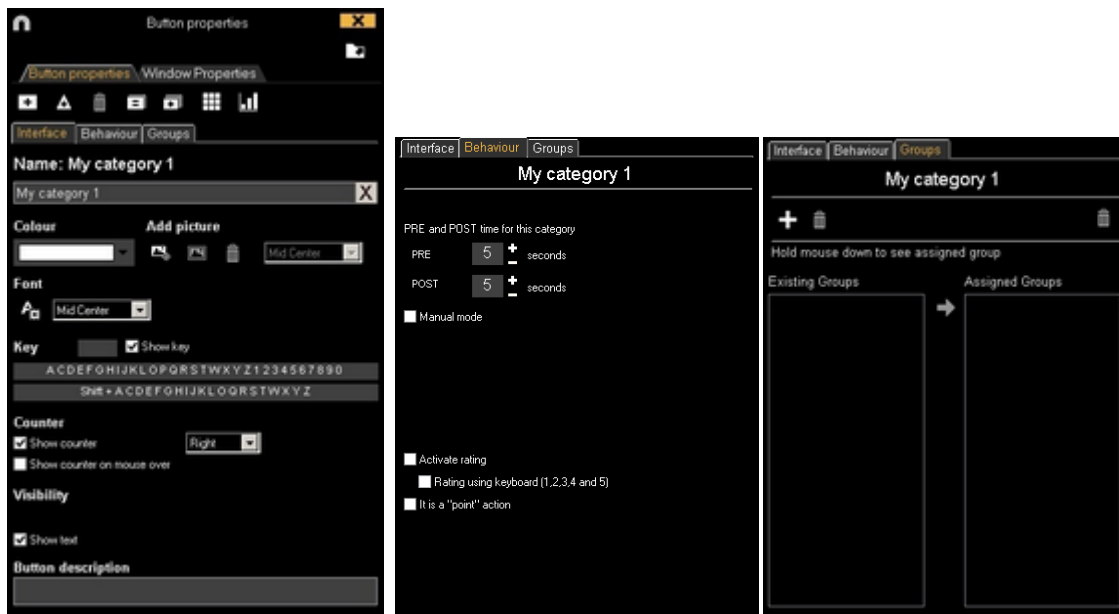 Button properties
X
Button properties Window Properties
Interface Behaviour Groups
Name: My category 1
My category 1 X
Colour Add picture
Mid Center
Font
Mid Center
Key Show key
A C D E F G H I J K L O P Q R S T W X Y Z 1 2 3 4 5 6 7 8 9 0
Shift + A C D E F G H I J K L O Q R S T W X Y Z
Counter
Show counter Right
Show counter on mouse over
Visibility
Show text
Button description
Interface Behaviour Groups
My category 1
PRE and POST time for this category
PRE 5 seconds
POST 5 seconds
Manual mode
Activate rating
Rating using keyboard (1,2,3,4 and 5)
It is a "point" action
Interface Behaviour Groups
My category 1
Hold mouse down to see assigned group
Existing Groups Assigned Groups